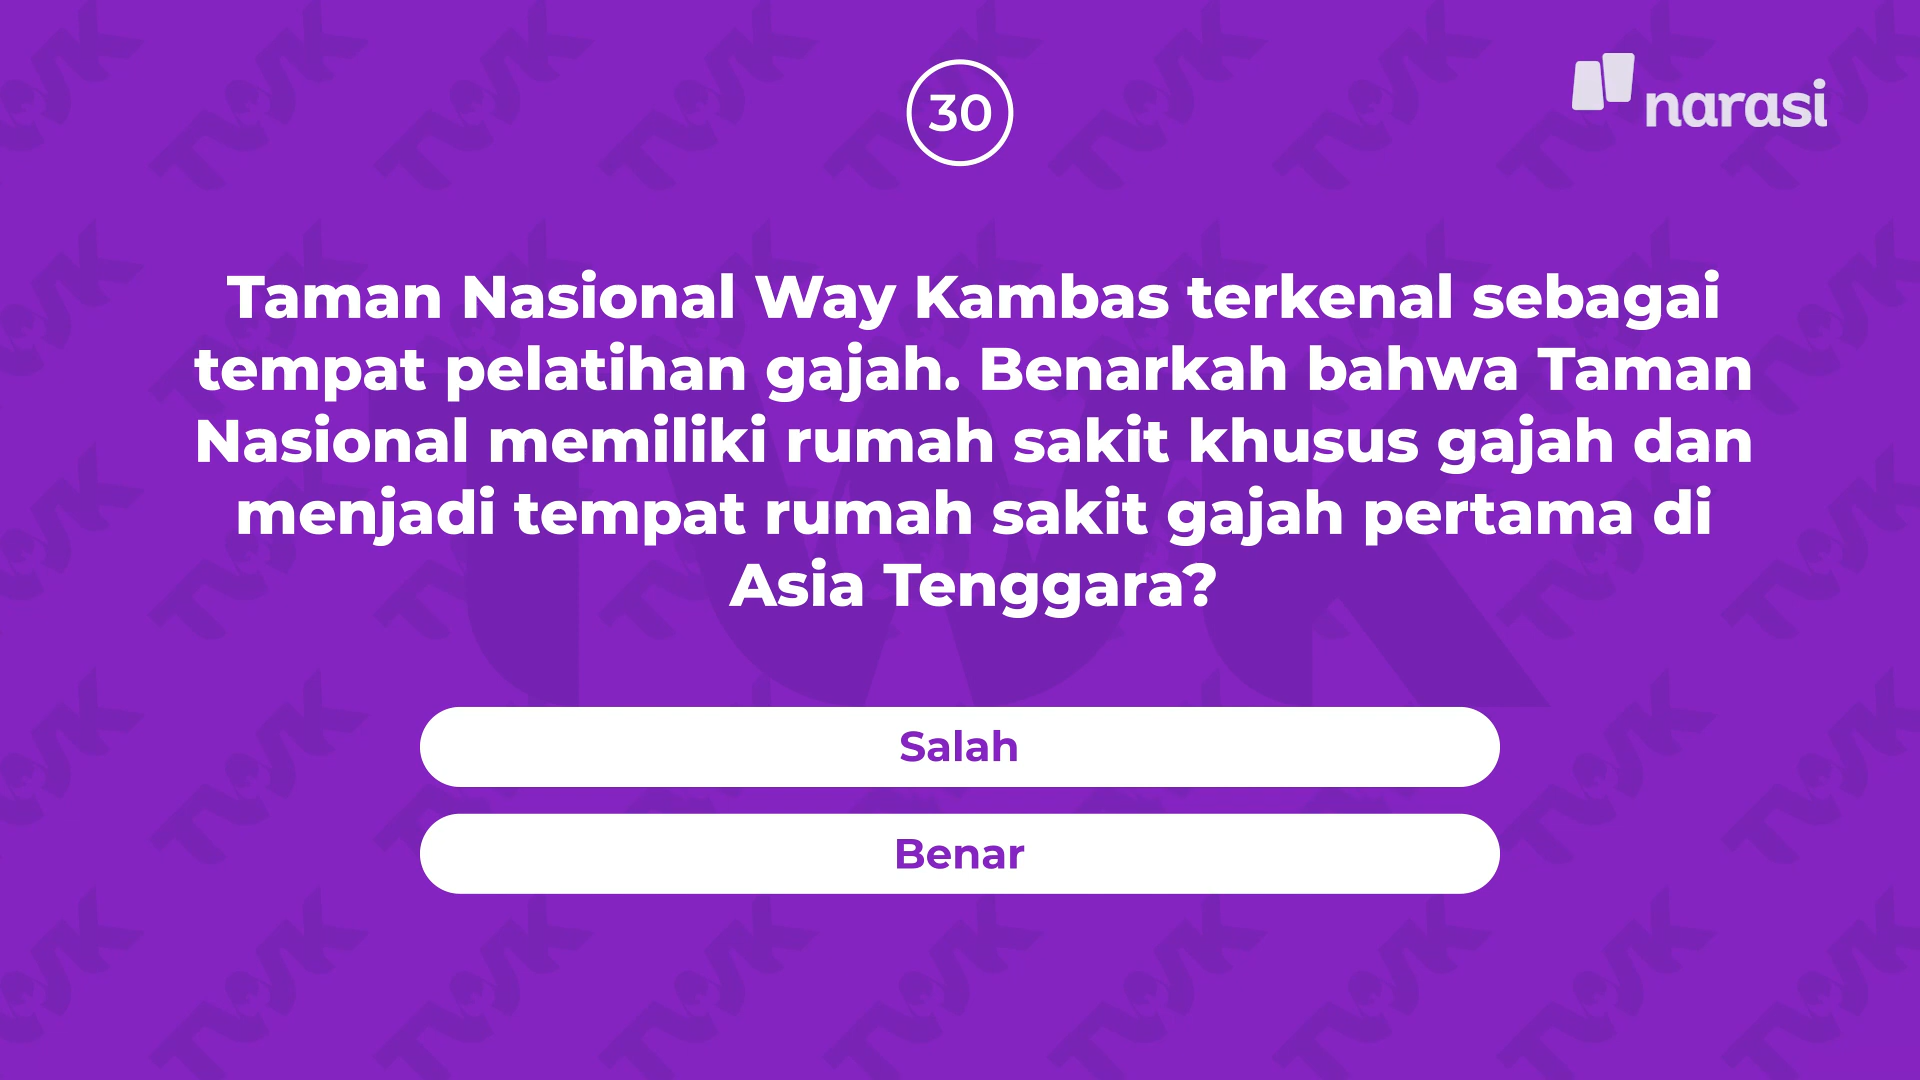 30
narasi
Taman Nasional Way Kambas terkenal sebagai
tempat pelatihan gajah. Benarkah bahwa Taman
Nasional memiliki rumah sakit khusus gajah dan
menjadi tempat rumah sakit gajah pertama di
Asia Tenggara?
Salah
Benar